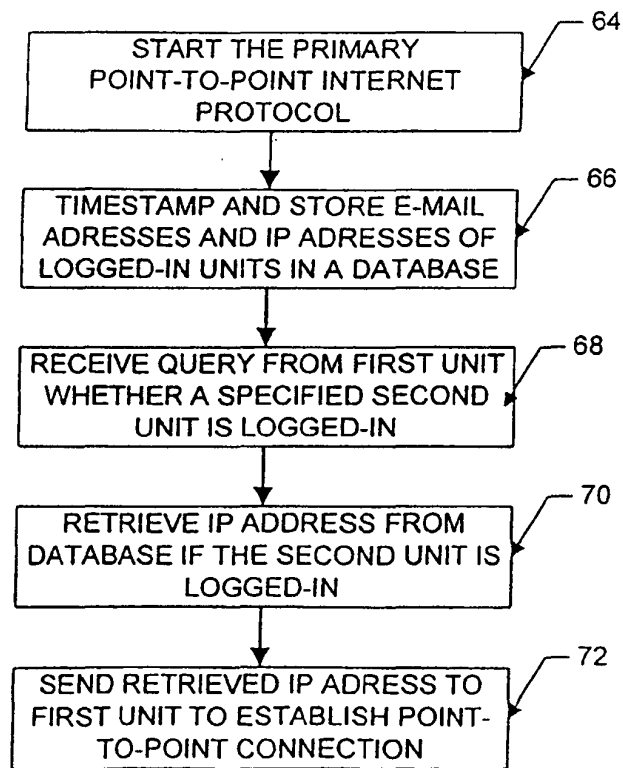 64
START THE PRIMARY
POINT-TO-POINT INTERNET
PROTOCOL
66
TIMESTAMP AND STORE E-MAIL
ADRESSES AND IP ADRESSES OF
LOGGED-IN UNITS IN A DATABASE
68
RECEIVE QUERY FROM FIRST UNIT
WHETHER A SPECIFIED SECOND
UNIT IS LOGGED-IN
70
RETRIEVE IP ADDRESS FROM
DATABASE IF THE SECOND UNIT IS
LOGGED-IN
72
SEND RETRIEVED IP ADRESS TO
FIRST UNIT TO ESTABLISH POINT-
TO-POINT CONNECTION